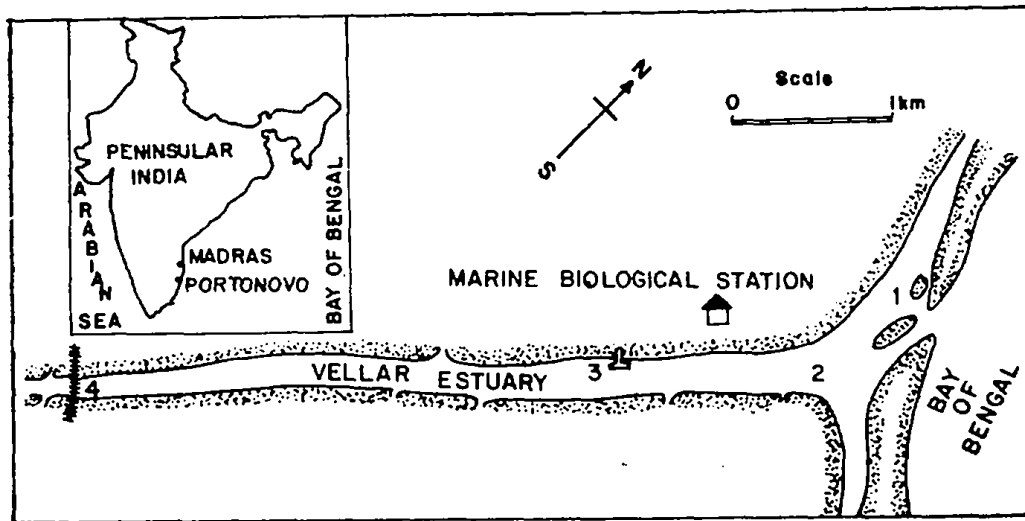 PENINSULAR
INDIA
ARABIAN
SEA
BAY OF BENGAL
MADRAS
PORTONOVO
N
S
Scale
0 1km
MARINE BIOLOGICAL STATION
1
VELLAR ESTUARY
3
2
4
BAY
OF
BENGAL